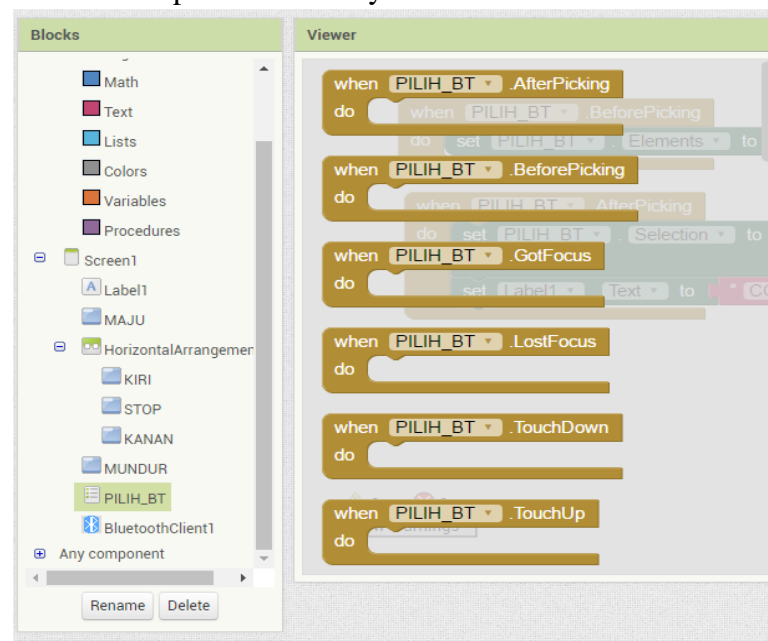 Blocks
Viewer
Math
Text
Lists
Colors
Variables
Procedures
Screen1
Label1
MAJU
HorizontalArrangemen
KIRI
STOP
KANAN
MUNDUR
PILIH_BT
BluetoothClient1
Any component
Rename Delete
when PILIH_BT .AfterPicking
do
when PILIH_BT .BeforePicking
do set PILIH_BT . Elements to
when PILIH_BT .BeforePicking
do
when PILIH_BT .AfterPicking
do set PILIH_BT . Selection to
when PILIH_BT .GotFocus
do
set Label1 . Text to " CO
when PILIH_BT .LostFocus
do
when PILIH_BT .TouchDown
do
when PILIH_BT .TouchUp
do